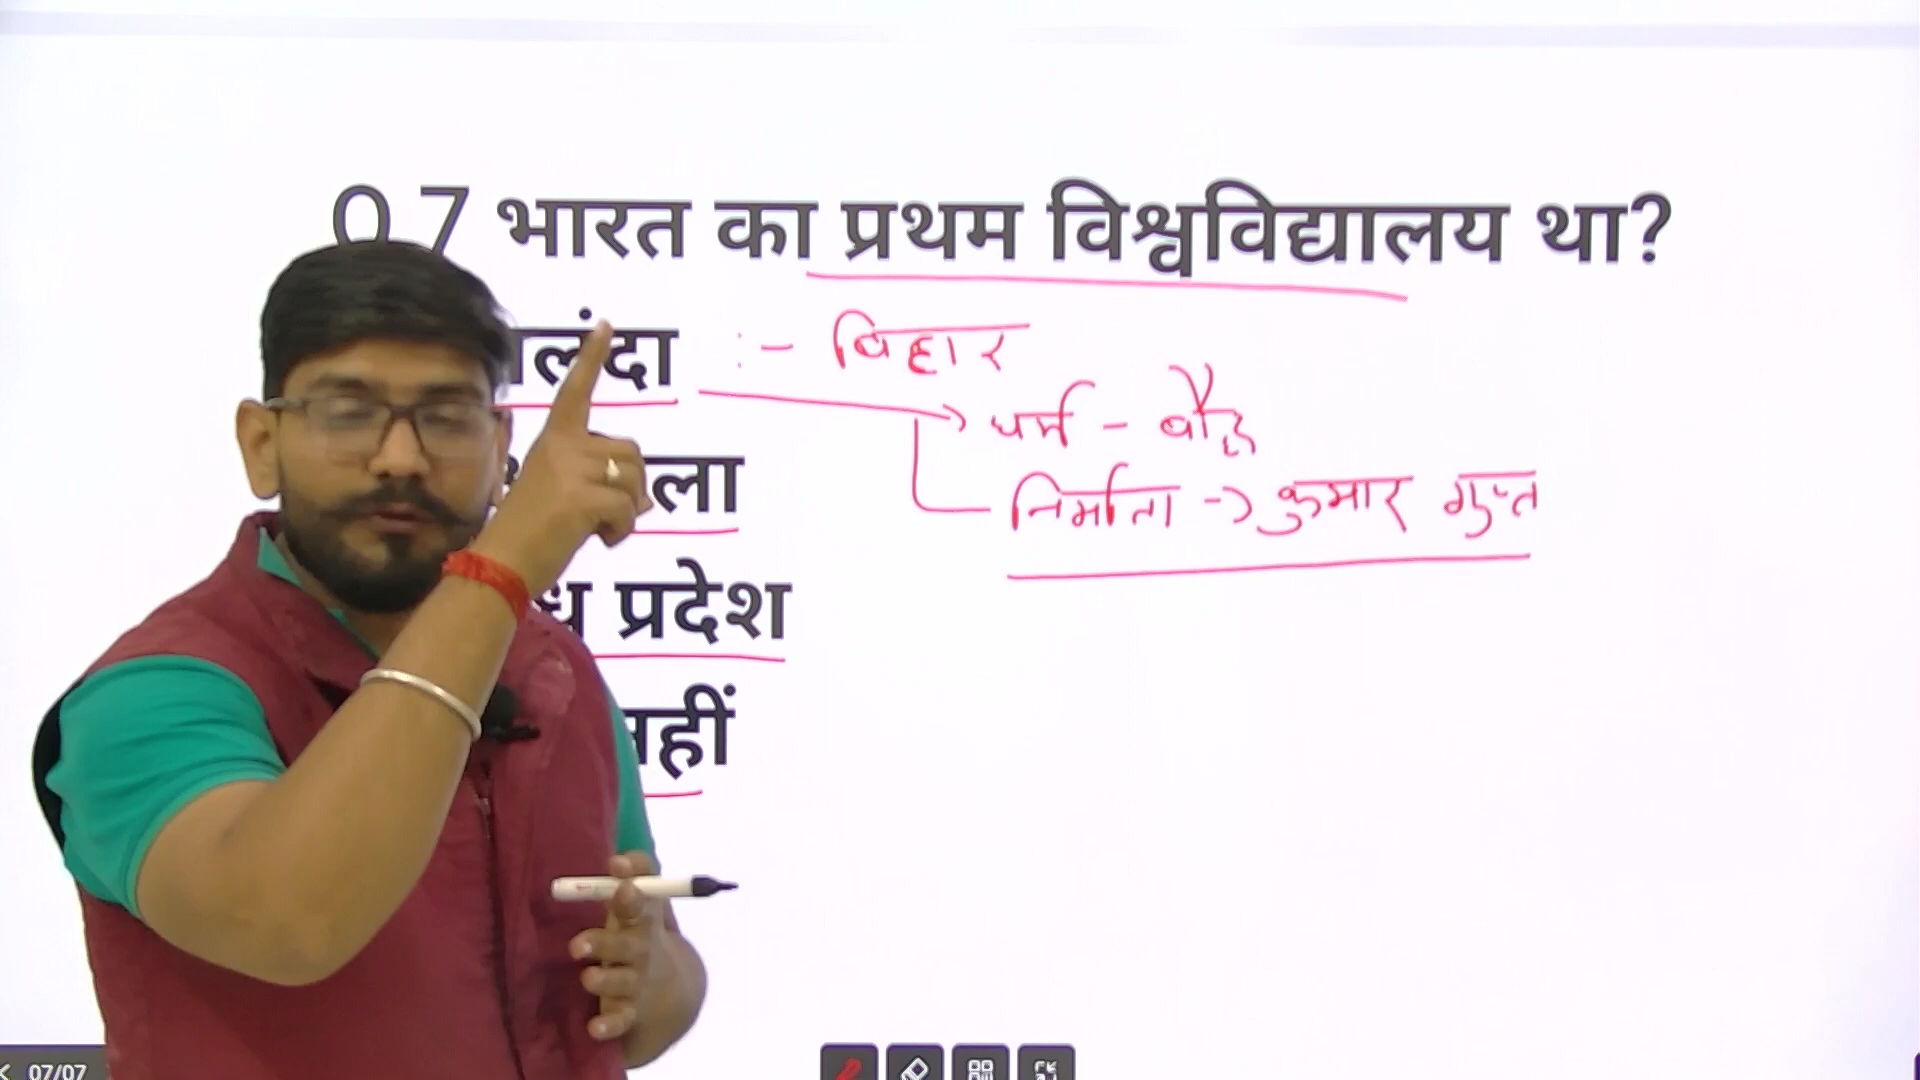 Q.7 भारत का प्रथम विश्वविद्यालय था?
:- बिहार
धर्म - बौद्ध
निर्माता -> कुमार गुप्त
प्रदेश
07/07